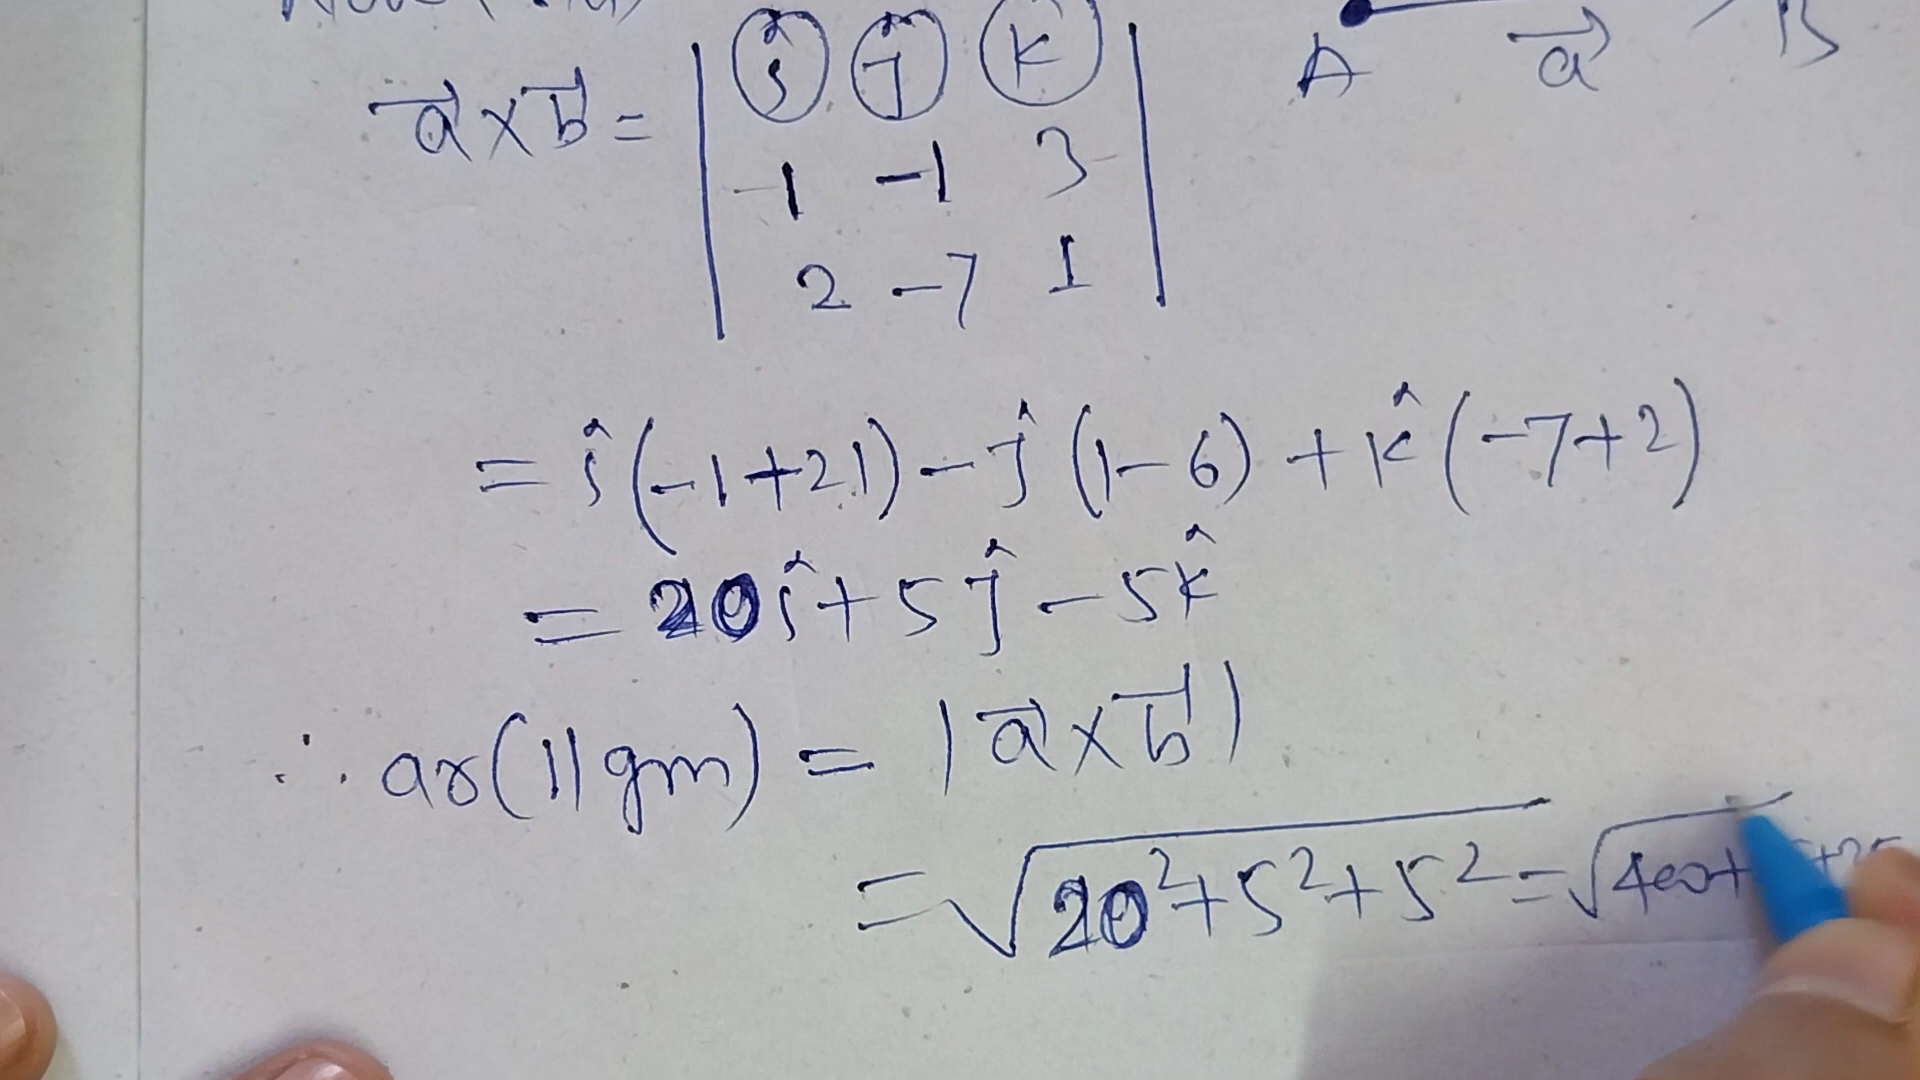 A a⃗ B
î ĵ k̂
a⃗ × b⃗ = | 1 -1 3 |
2 -7 1
= î (-1+21) - ĵ (1-6) + k̂ (-7+2)
= 20î + 5ĵ - 5k̂
∴ ar(||gm) = |a⃗ × b⃗|
= √20²+5²+5² = √400+